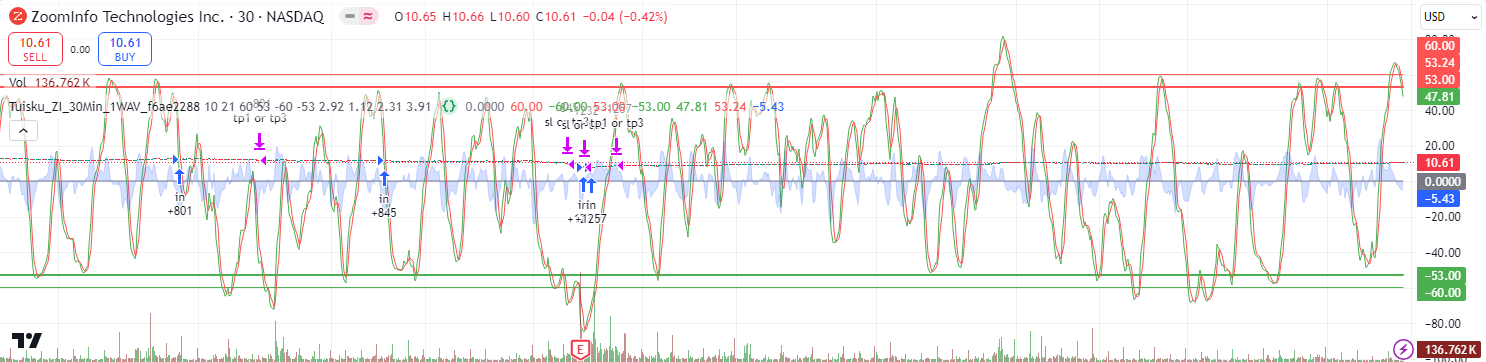 ZoomInfo Technologies Inc. · 30 · NASDAQ
O10.65 H10.66 L10.60 C10.61 −0.04 (−0.42%)
USD
10.61
SELL
0.00
10.61
BUY
Vol 136.762 K
Tuisku_ZI_30Min_1WAV_f6ae2288 10 21 60 53 -60 -53 2.92 1.12 2.31 3.91 0.0000 60.00 −60.00 53.00 −53.00 47.81 53.24 −5.43
tp1 or tp3
tp1 or tp3
in
+801
in
+845
60.00
53.24
53.00
47.81
40.00
20.00
10.61
0.0000
−5.43
−20.00
−40.00
−53.00
−60.00
−80.00
E
136.762 K